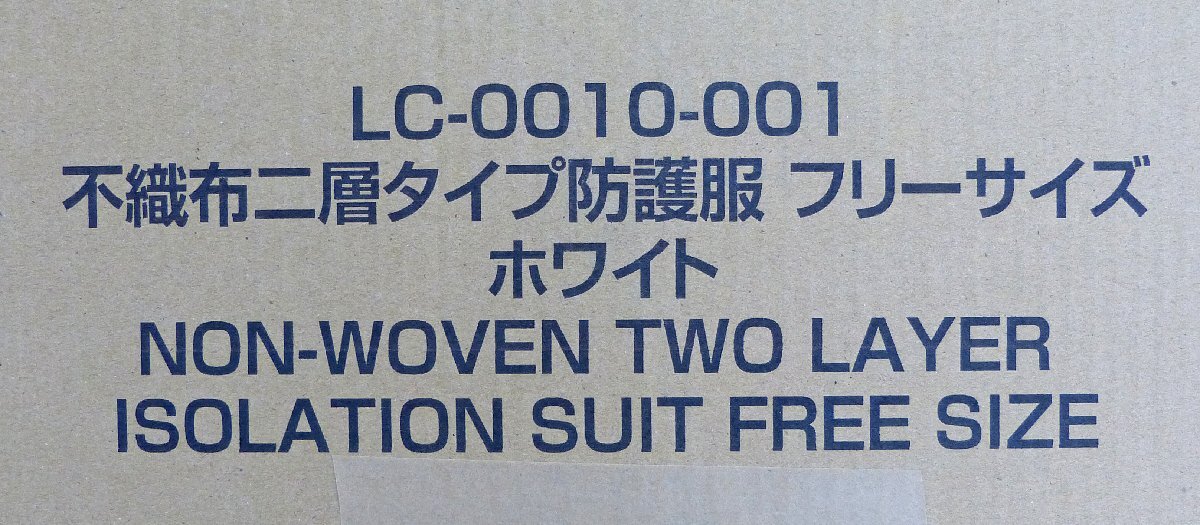 LC-0010-001
不織布二層タイプ防護服 フリーサイズ
ホワイト
NON-WOVEN TWO LAYER
ISOLATION SUIT FREE SIZE